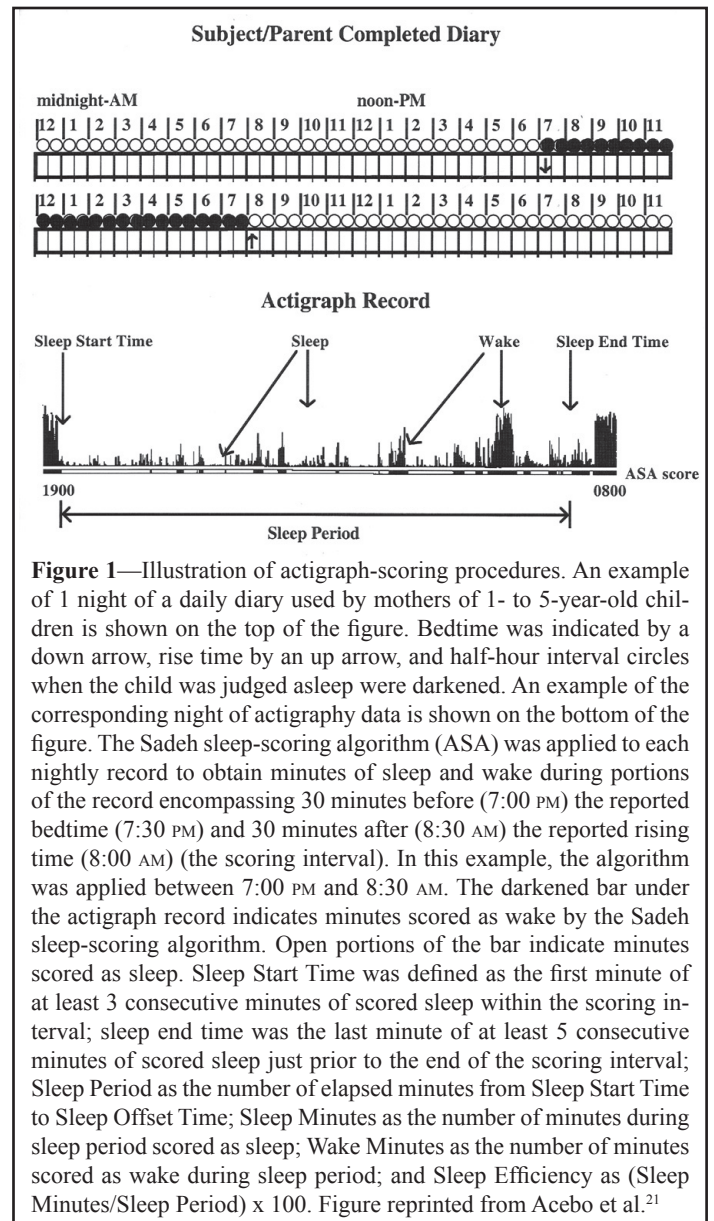 Subject/Parent Completed Diary
midnight-AM noon-PM
12 1 2 3 4 5 6 7 8 9 10 11 12 1 2 3 4 5 6 7 8 9 10 11
12 1 2 3 4 5 6 7 8 9 10 11 12 1 2 3 4 5 6 7 8 9 10 11
Actigraph Record
Sleep Start Time Sleep Wake Sleep End Time
ASA score
1900 0800
Sleep Period
Figure 1—Illustration of actigraph-scoring procedures. An example
of 1 night of a daily diary used by mothers of 1- to 5-year-old chil-
dren is shown on the top of the figure. Bedtime was indicated by a
down arrow, rise time by an up arrow, and half-hour interval circles
when the child was judged asleep were darkened. An example of the
corresponding night of actigraphy data is shown on the bottom of the
figure. The Sadeh sleep-scoring algorithm (ASA) was applied to each
nightly record to obtain minutes of sleep and wake during portions
of the record encompassing 30 minutes before (7:00 PM) the reported
bedtime (7:30 PM) and 30 minutes after (8:30 AM) the reported rising
time (8:00 AM) (the scoring interval). In this example, the algorithm
was applied between 7:00 PM and 8:30 AM. The darkened bar under
the actigraph record indicates minutes scored as wake by the Sadeh
sleep-scoring algorithm. Open portions of the bar indicate minutes
scored as sleep. Sleep Start Time was defined as the first minute of
at least 3 consecutive minutes of scored sleep within the scoring in-
terval; sleep end time was the last minute of at least 5 consecutive
minutes of scored sleep just prior to the end of the scoring interval;
Sleep Period as the number of elapsed minutes from Sleep Start Time
to Sleep Offset Time; Sleep Minutes as the number of minutes during
sleep period scored as sleep; Wake Minutes as the number of minutes
scored as wake during sleep period; and Sleep Efficiency as (Sleep
Minutes/Sleep Period) x 100. Figure reprinted from Acebo et al.21